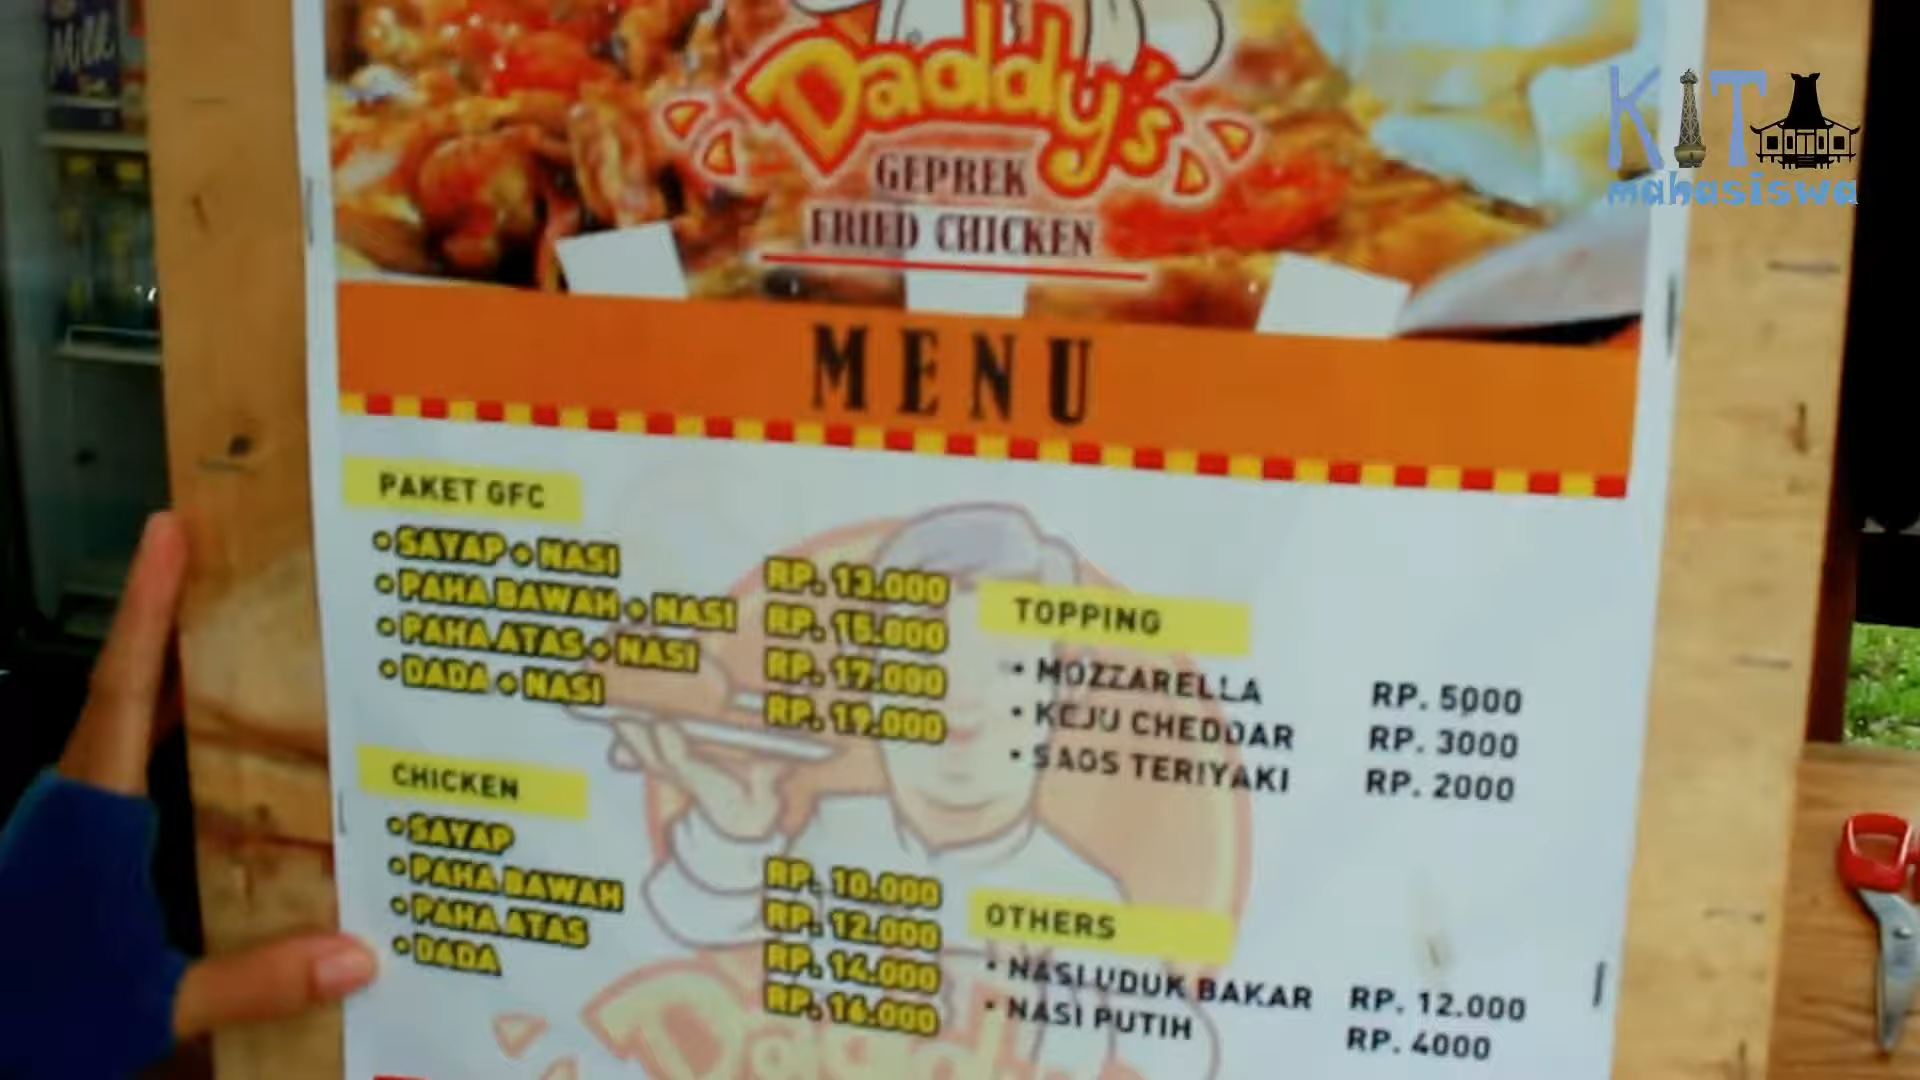 Milk
Daddy's
GEPREK
FRIED CHICKEN
KIT
mahasiswa
MENU
PAKET GFC
• SAYAP + NASI RP. 13.000
• PAHA BAWAH + NASI RP. 15.000
• PAHA ATAS + NASI RP. 17.000
• DADA + NASI RP. 19.000
CHICKEN
• SAYAP RP. 10.000
• PAHA BAWAH RP. 12.000
• PAHA ATAS RP. 14.000
• DADA RP. 16.000
TOPPING
• MOZZARELLA RP. 5000
• KEJU CHEDDAR RP. 3000
• SAOS TERIYAKI RP. 2000
OTHERS
• NASI UDUK BAKAR RP. 12.000
• NASI PUTIH RP. 4000
Daddy's